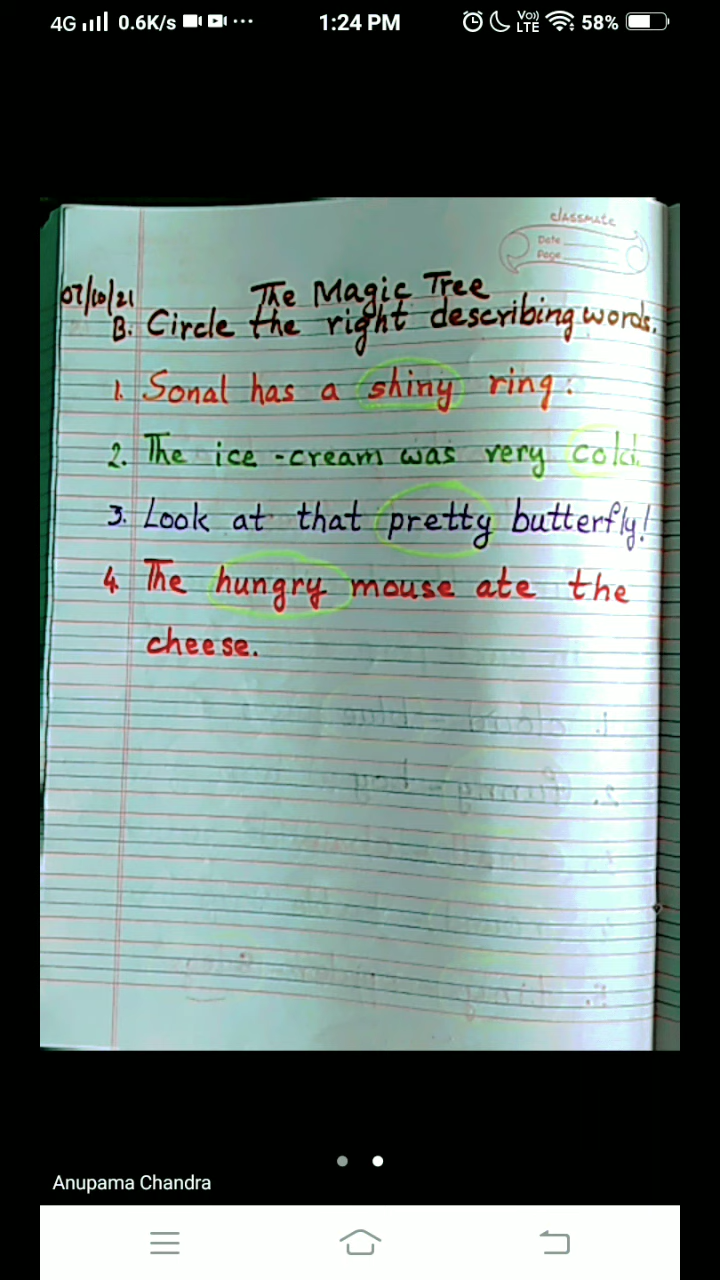 4G 0.6K/s ... 1:24 PM Vo) LTE 58%
classmate
Date
Page
07/10/21 The Magic Tree
B. Circle the right describing words.
1. Sonal has a shiny ring.
2. The ice-cream was very cold.
3. Look at that pretty butterfly!
4. The hungry mouse ate the
cheese.
Anupama Chandra